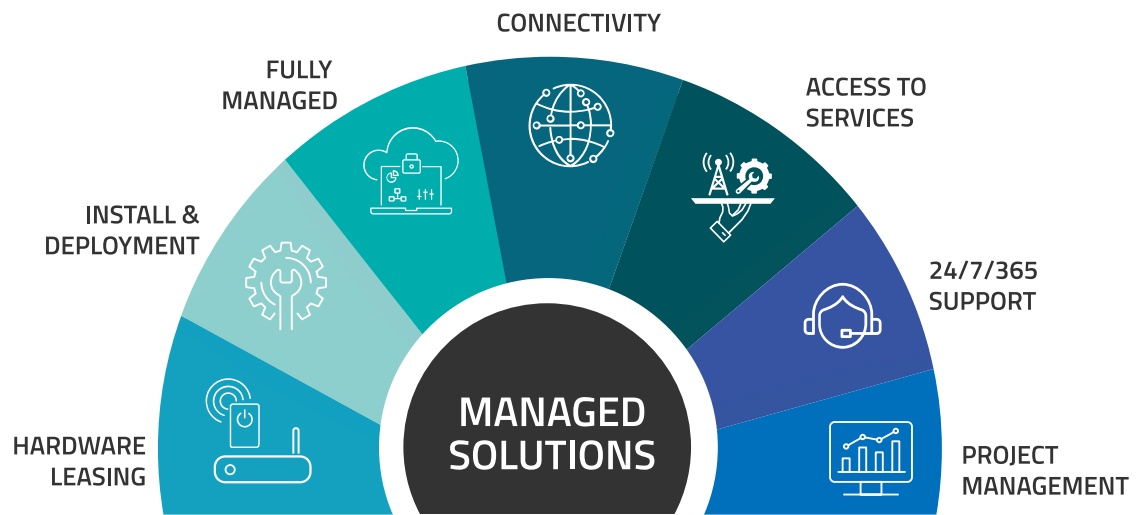 CONNECTIVITY
FULLY
MANAGED
ACCESS TO
SERVICES
INSTALL &
DEPLOYMENT
24/7/365
SUPPORT
HARDWARE
LEASING
MANAGED
SOLUTIONS
PROJECT
MANAGEMENT